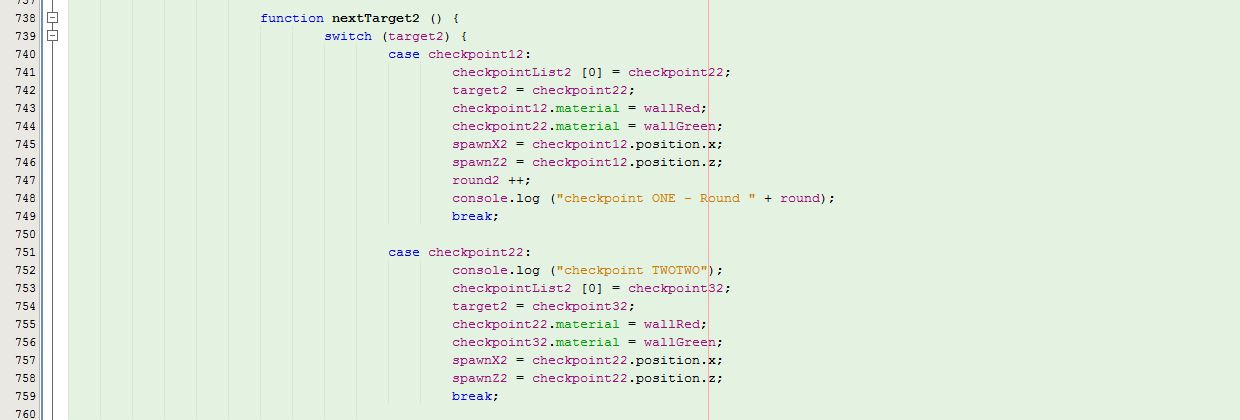 737
738 function nextTarget2 () {
739 switch (target2) {
740 case checkpoint12:
741 checkpointList2 [0] = checkpoint22;
742 target2 = checkpoint22;
743 checkpoint12.material = wallRed;
744 checkpoint22.material = wallGreen;
745 spawnX2 = checkpoint12.position.x;
746 spawnZ2 = checkpoint12.position.z;
747 round2 ++;
748 console.log ("checkpoint ONE - Round " + round);
749 break;
750
751 case checkpoint22:
752 console.log ("checkpoint TWOTWO");
753 checkpointList2 [0] = checkpoint32;
754 target2 = checkpoint32;
755 checkpoint22.material = wallRed;
756 checkpoint32.material = wallGreen;
757 spawnX2 = checkpoint22.position.x;
758 spawnZ2 = checkpoint22.position.z;
759 break;
760